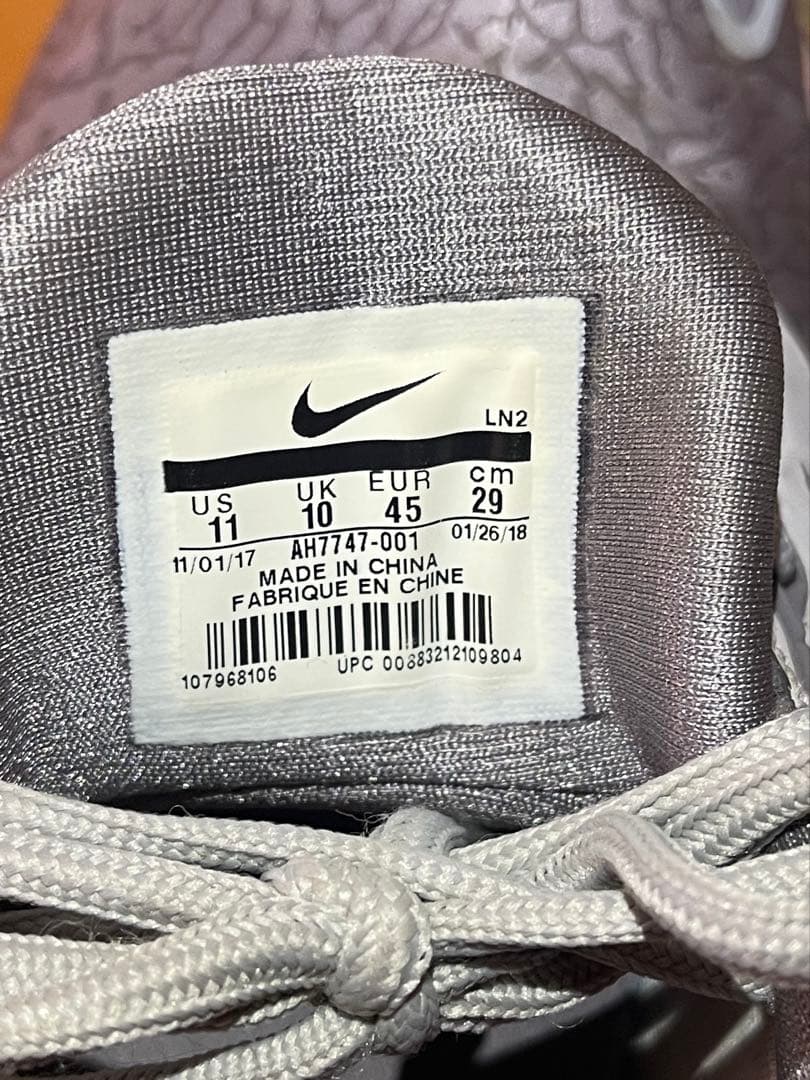 LN2
US UK EUR cm
11 10 45 29
11/01/17 AH7747-001 01/26/18
MADE IN CHINA
FABRIQUE EN CHINE
107968106 UPC 00883212109804